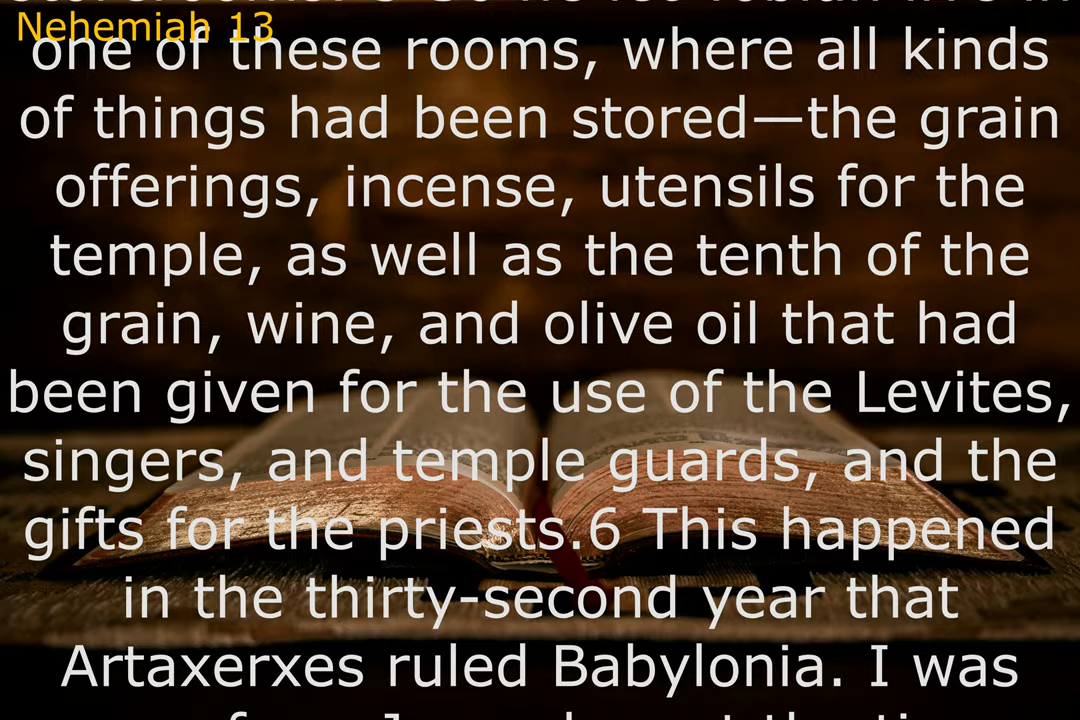 Nehemiah 13
one of these rooms, where all kinds
of things had been stored—the grain
offerings, incense, utensils for the
temple, as well as the tenth of the
grain, wine, and olive oil that had
been given for the use of the Levites,
singers, and temple guards, and the
gifts for the priests.6 This happened
in the thirty-second year that
Artaxerxes ruled Babylonia. I was